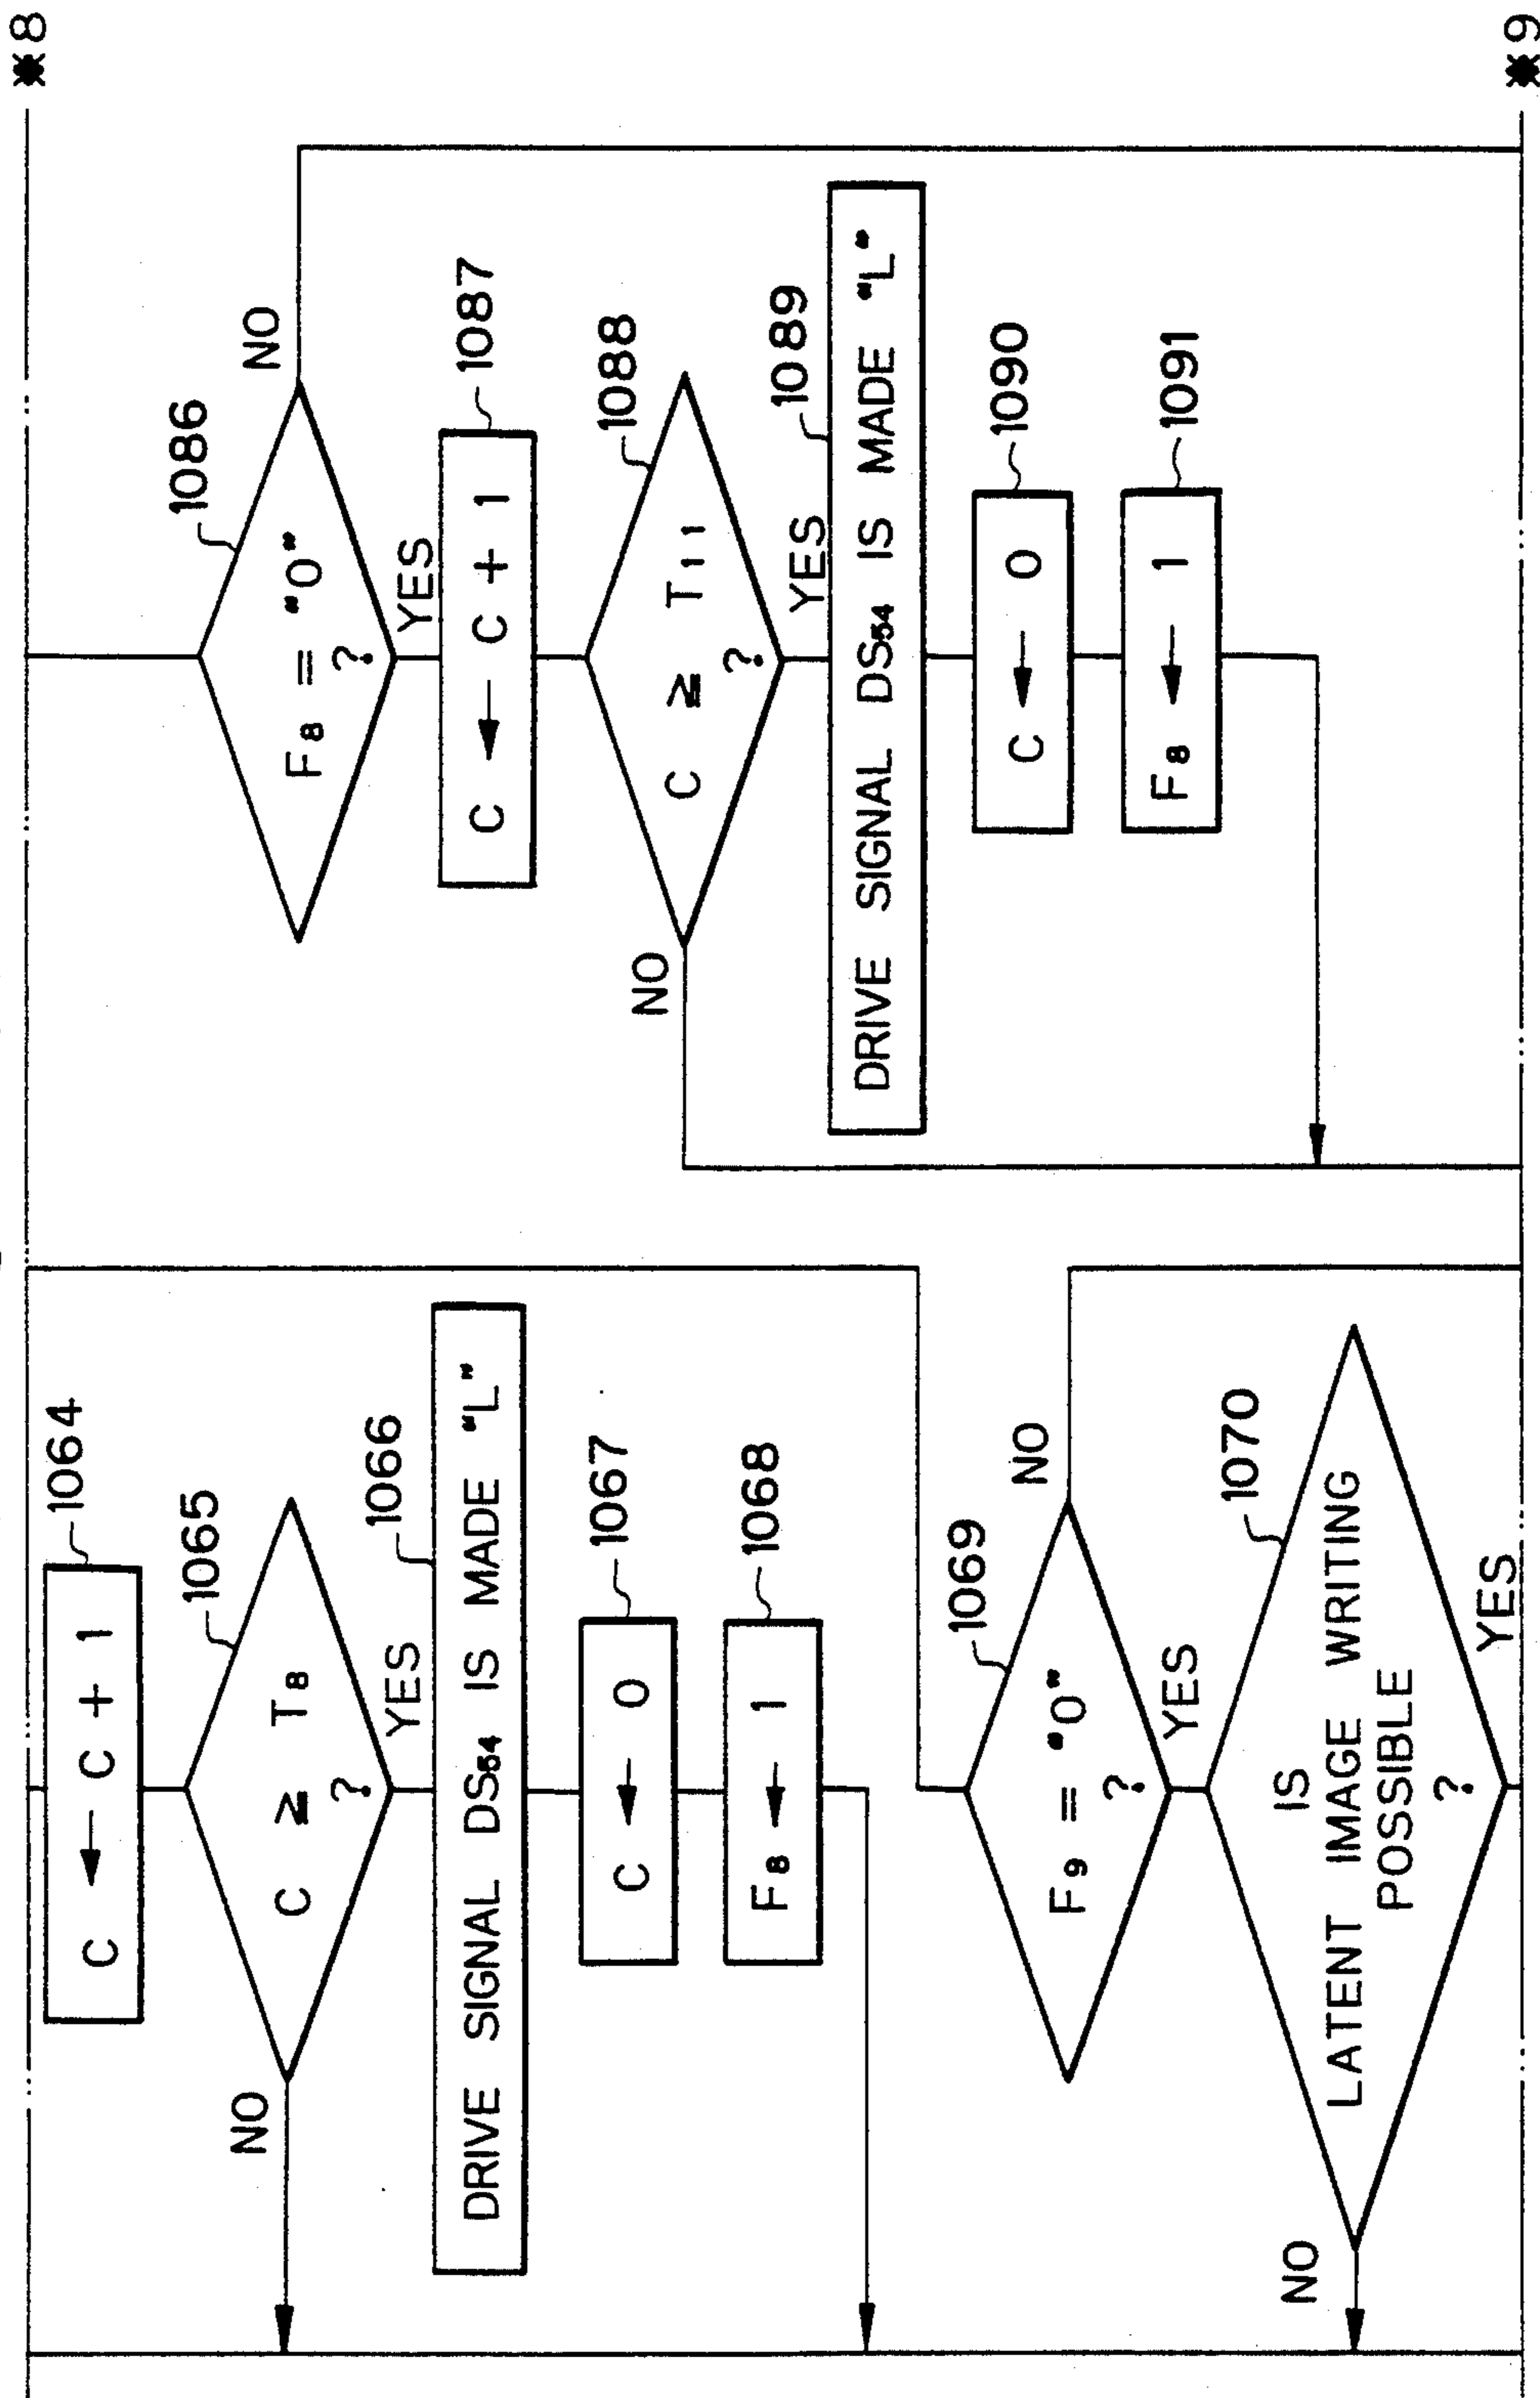 ※8
C ← C + 1
1064
1065
C ≧ T8
?
NO
YES
1066
DRIVE SIGNAL DS54 IS MADE “L”
1067
C ← 0
1068
F8 ← 1
1069
F9 = “0”
?
NO
YES
1070
IS
LATENT IMAGE WRITING
POSSIBLE
?
NO
YES
1086
F8 = “0”
?
NO
YES
1087
C ← C + 1
1088
C ≧ T11
?
NO
YES
1089
DRIVE SIGNAL DS54 IS MADE “L”
1090
C ← 0
1091
F8 ← 1
※9